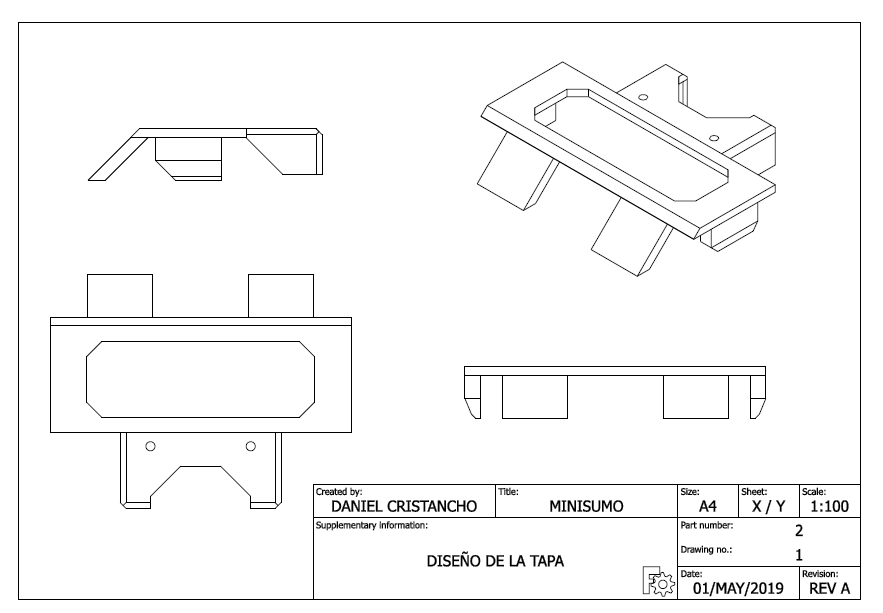 Created by:
DANIEL CRISTANCHO
Title:
MINISUMO
Size:
A4
Sheet:
X / Y
Scale:
1:100
Supplementary information:
DISEÑO DE LA TAPA
Part number:
2
Drawing no.:
1
Date:
01/MAY/2019
Revision:
REV A